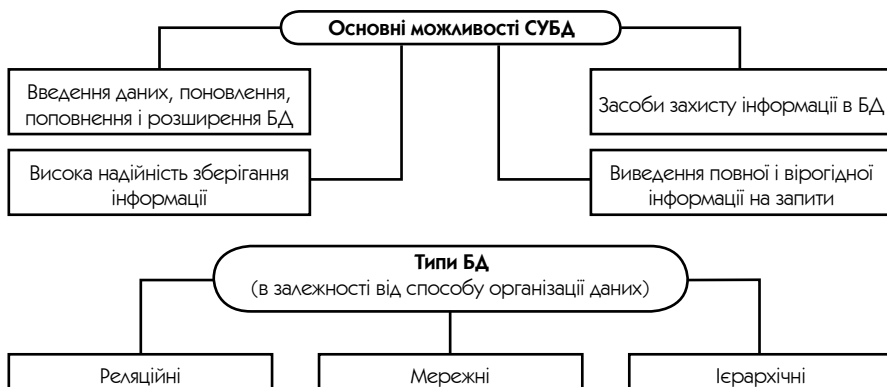 Основні можливості СУБД
Введення даних, поновлення,
поповнення і розширення БД
Засоби захисту інформації в БД
Висока надійність зберігання
інформації
Виведення повної і вірогідної
інформації на запити
Типи БД
(в залежності від способу організації даних)
Реляційні
Мережні
Ієрархічні